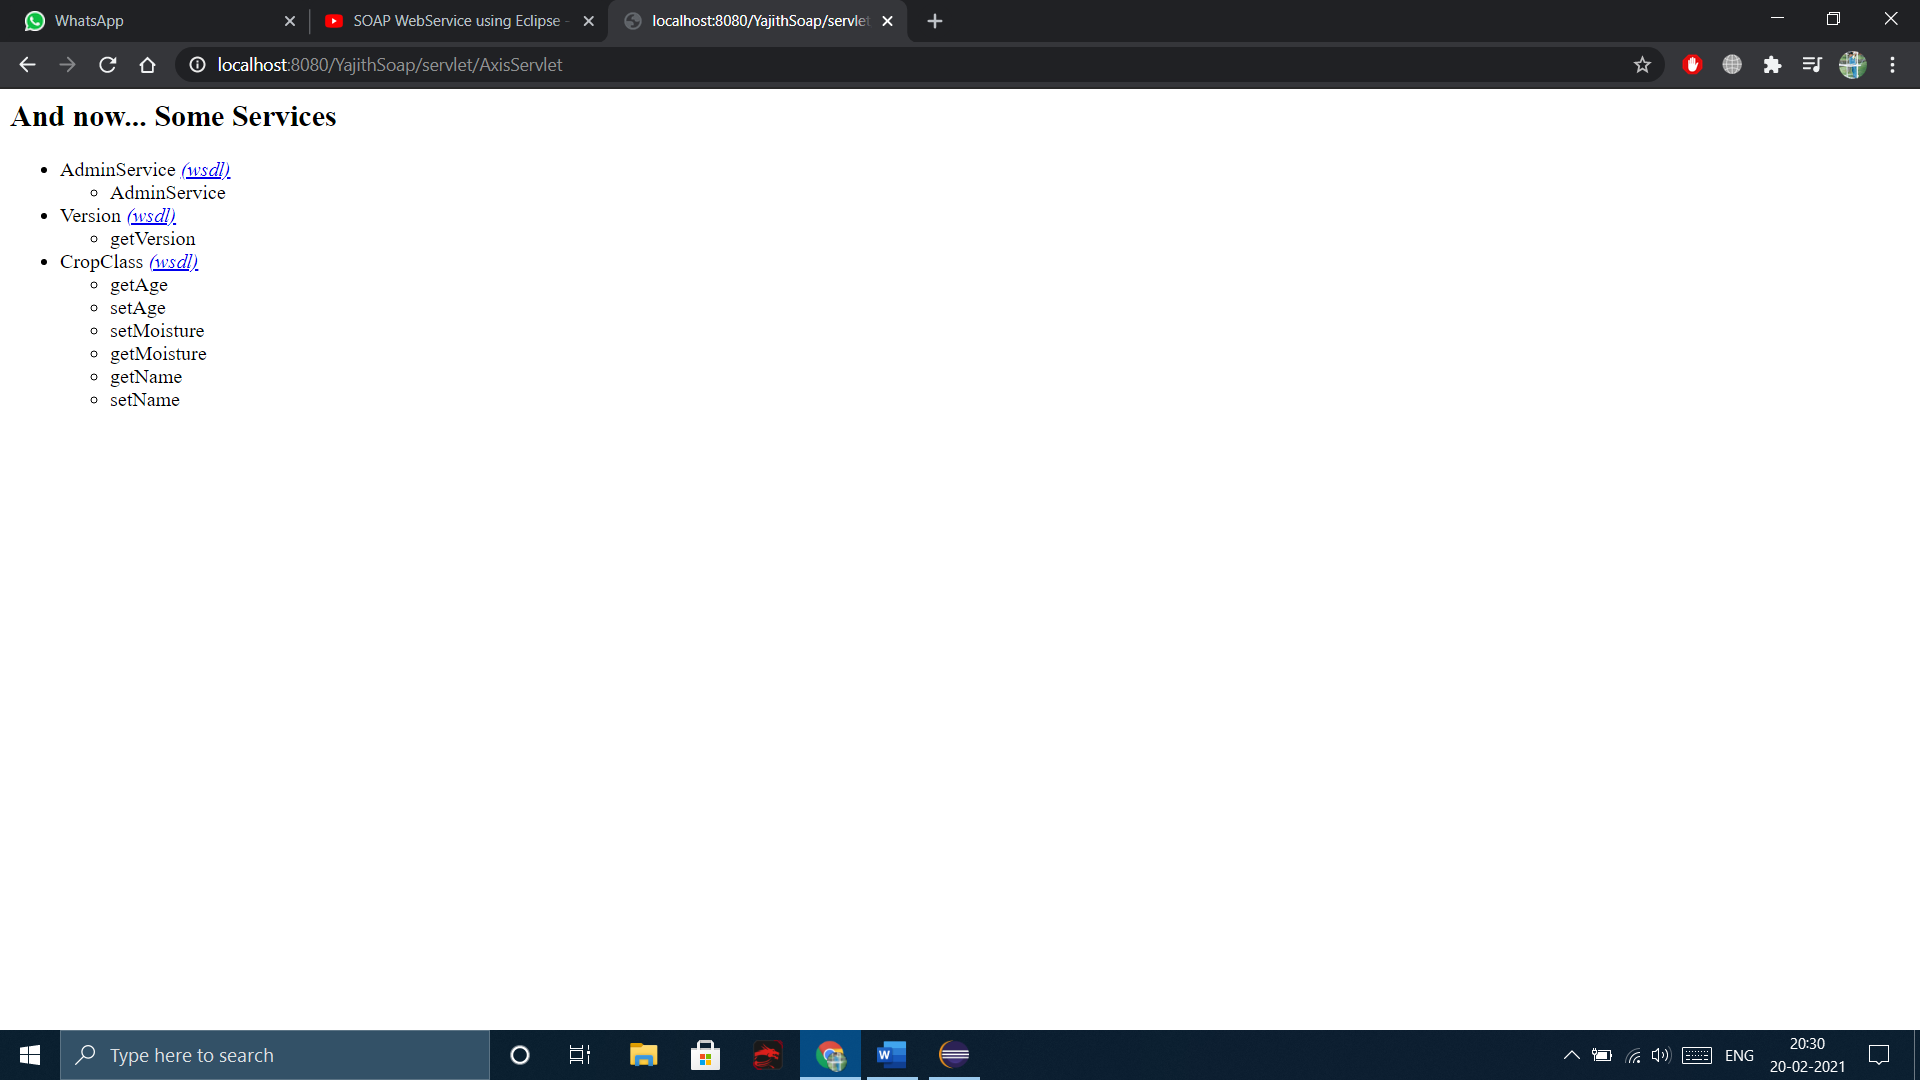 WhatsApp
SOAP WebService using Eclipse -
localhost:8080/YajithSoap/servlet
localhost:8080/YajithSoap/servlet/AxisServlet
And now... Some Services
AdminService (wsdl)
AdminService
Version (wsdl)
getVersion
CropClass (wsdl)
getAge
setAge
setMoisture
getMoisture
getName
setName
Type here to search
W
ENG
20:30
20-02-2021